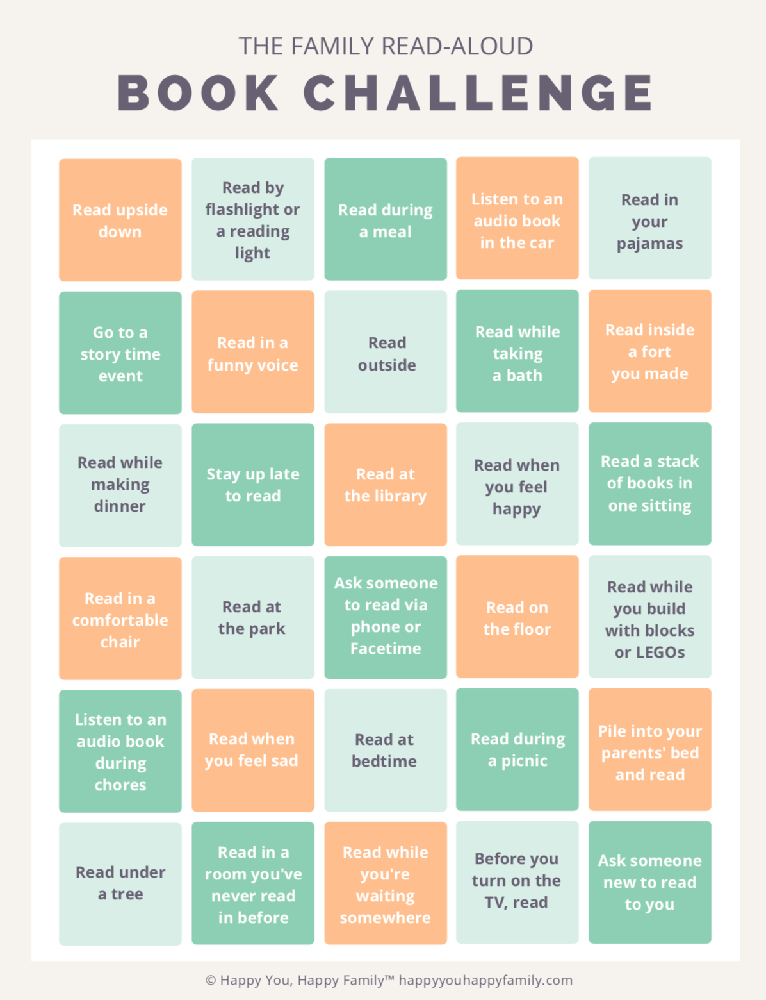 THE FAMILY READ-ALOUD
BOOK CHALLENGE
Read upside
down
Read by
flashlight or
a reading
light
Read during
a meal
Listen to an
audio book
in the car
Read in
your
pajamas
Go to a
story time
event
Read in a
funny voice
Read
outside
Read while
taking
a bath
Read inside
a fort
you made
Read while
making
dinner
Stay up late
to read
Read at
the library
Read when
you feel
happy
Read a stack
of books in
one sitting
Read in a
comfortable
chair
Read at
the park
Ask someone
to read via
phone or
Facetime
Read on
the floor
Read while
you build
with blocks
or LEGOs
Listen to an
audio book
during
chores
Read when
you feel sad
Read at
bedtime
Read during
a picnic
Pile into your
parents' bed
and read
Read under
a tree
Read in a
room you've
never read
in before
Read while
you're
waiting
somewhere
Before you
turn on the
TV, read
Ask someone
new to read
to you
© Happy You, Happy Family™ happyyouhappyfamily.com